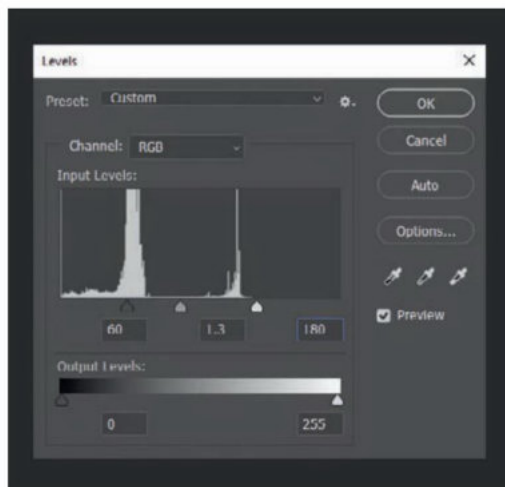 Levels
Preset: Custom
OK
Channel: RGB
Cancel
Input Levels:
Auto
Options...
Preview
60 1.3 180
Output Levels:
0 255